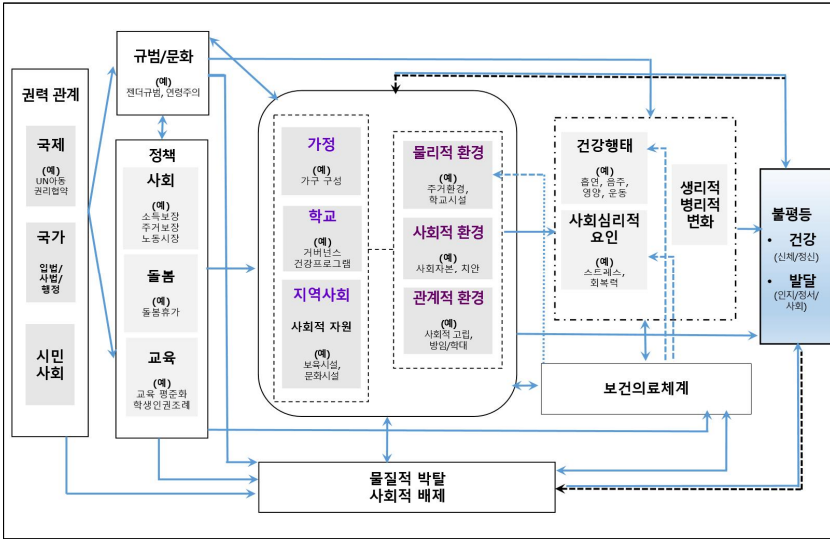 권력 관계
국제
(예)
UN아동
권리협약
국가
입법/
사법/
행정
시민
사회
규범/문화
(예)
젠더규범, 연령주의
정책
사회
(예)
소득보장
주거보장
노동시장
돌봄
(예)
돌봄휴가
교육
(예)
교육 평준화
학생인권조례
가정
(예)
가구 구성
학교
(예)
거버넌스
건강프로그램
지역사회
사회적 자원
(예)
보육시설,
문화시설
물리적 환경
(예)
주거환경,
학교시설
사회적 환경
(예)
사회자본, 치안
관계적 환경
(예)
사회적 고립,
방임/학대
건강행태
(예)
흡연, 음주,
영양, 운동
사회심리적
요인
(예)
스트레스,
회복력
생리적
병리적
변화
보건의료체계
불평등
• 건강
(신체/정신)
• 발달
(인지/정서/
사회)
물질적 박탈
사회적 배제